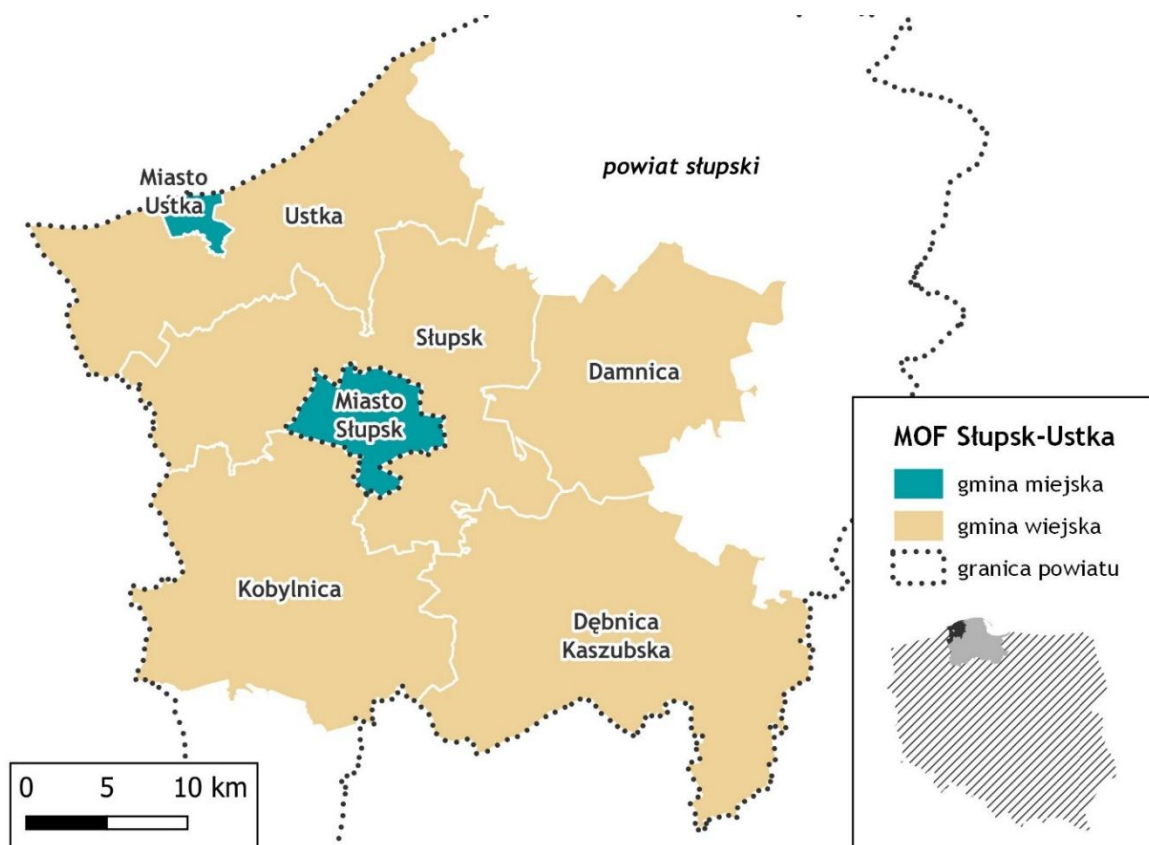 powiat słupski
Miasto
Ustka
Ustka
Słupsk
Damnica
Miasto
Słupsk
Kobylnica
Dębnica
Kaszubska
MOF Słupsk-Ustka
gmina miejska
gmina wiejska
granica powiatu
0 5 10 km